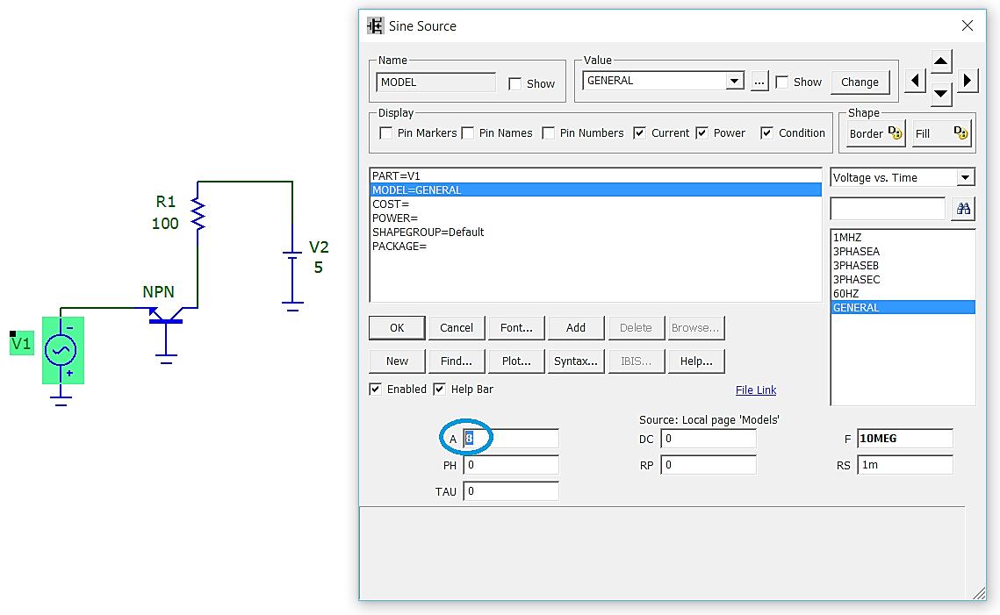 Sine Source
Name
MODEL
Show
Value
GENERAL
...
Show
Change
Display
Pin Markers
Pin Names
Pin Numbers
Current
Power
Condition
Shape
Border
Fill
PART=V1
MODEL=GENERAL
COST=
POWER=
SHAPEGROUP=Default
PACKAGE=
Voltage vs. Time
1MHZ
3PHASEA
3PHASEB
3PHASEC
60HZ
GENERAL
OK
Cancel
Font...
Add
Delete
Browse...
New
Find...
Plot...
Syntax...
IBIS...
Help...
Enabled
Help Bar
File Link
Source: Local page 'Models'
A 8
DC 0
F 10MEG
PH 0
RP 0
RS 1m
TAU 0
R1
100
V2
5
NPN
V1
-
+